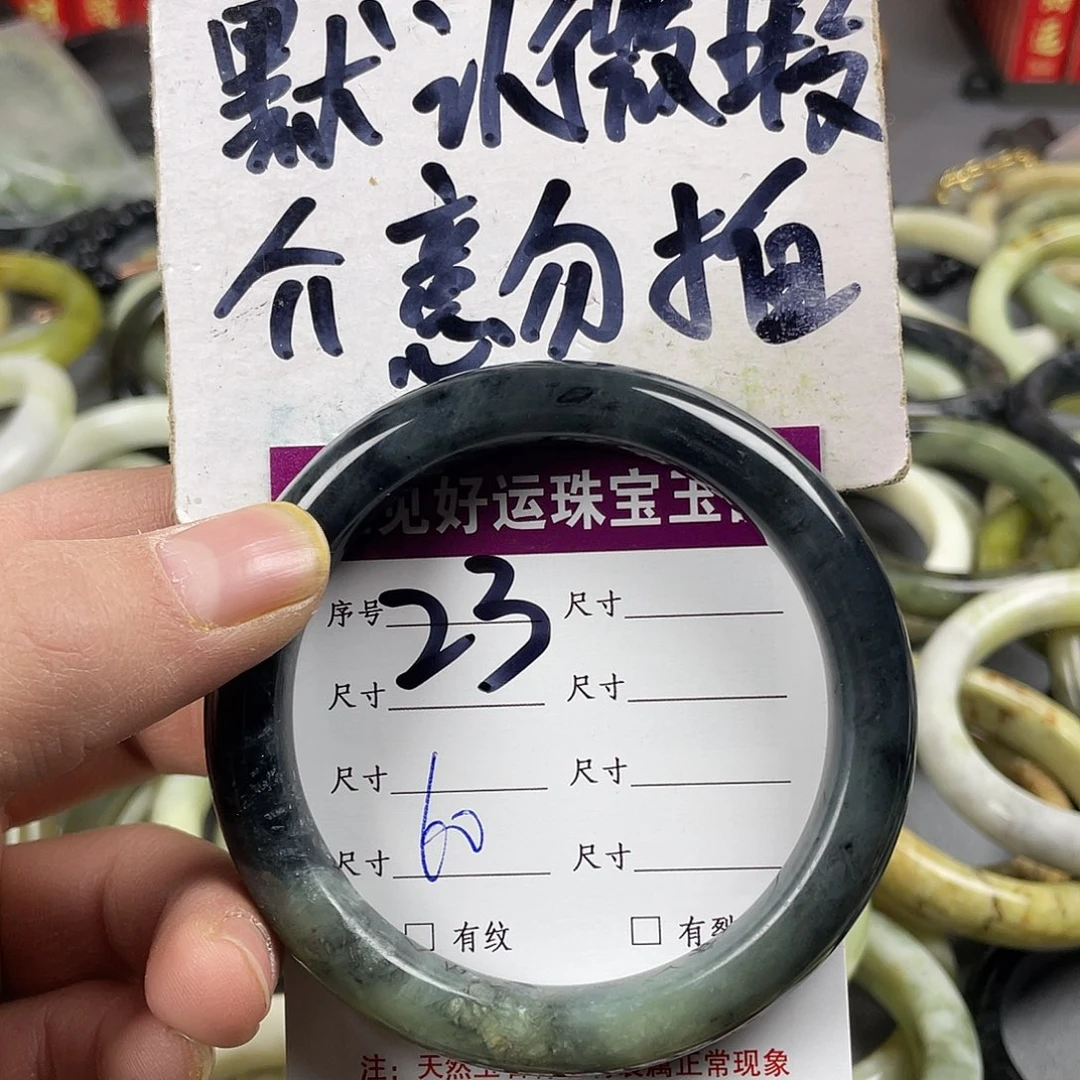 默认微瑕
介意勿拍
见好运珠宝玉
序号 23 尺寸
尺寸 尺寸
尺寸 尺寸
尺寸 60 尺寸
□ 有纹 □ 有裂
注：天然 属正常现象